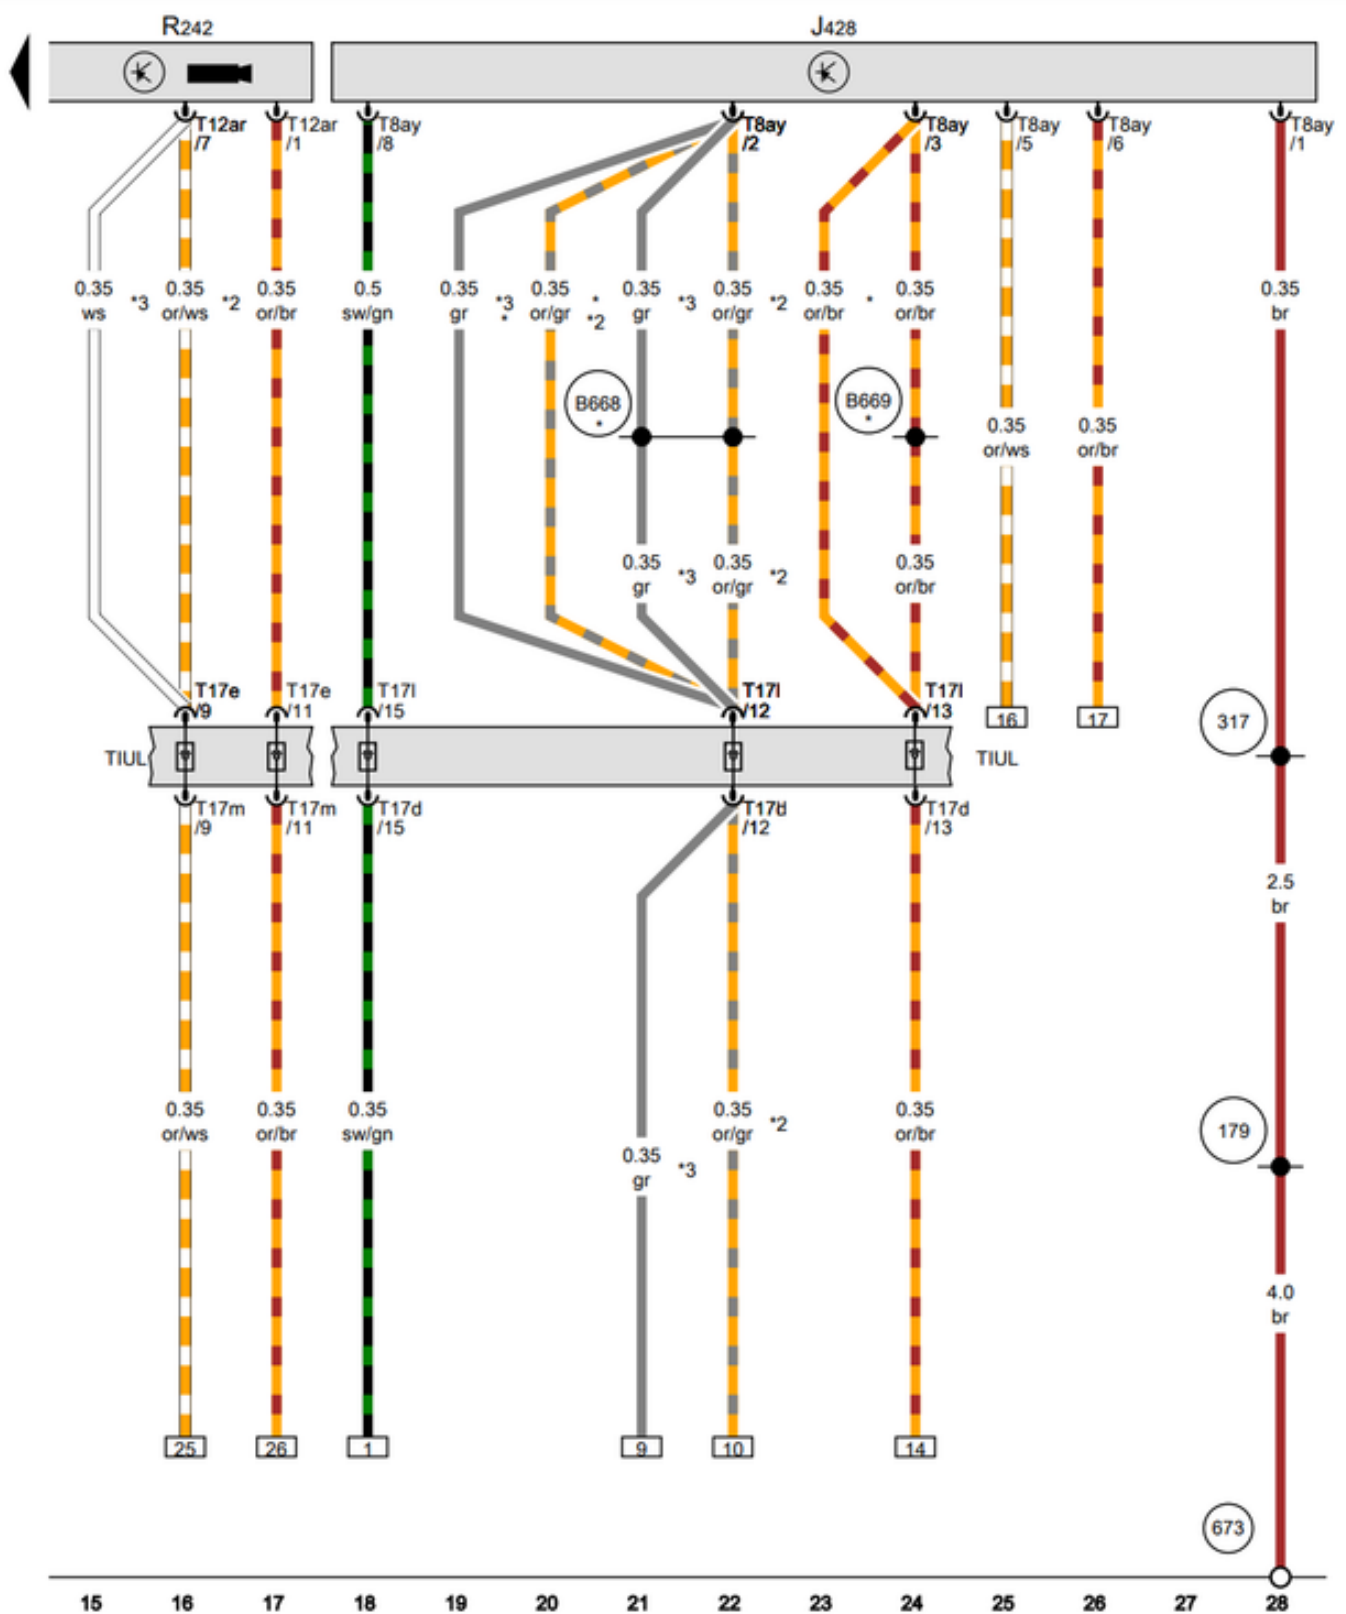 R242
J428
T12ar
/7
T12ar
/1
T8ay
/8
T8ay
/2
T8ay
/3
T8ay
/5
T8ay
/6
T8ay
/1
0.35
ws
*3
0.35
or/ws
*2
0.35
or/br
0.5
sw/gn
0.35
gr
*3
*
0.35
or/gr
*
*2
0.35
gr
*3
0.35
or/gr
*2
0.35
or/br
*
0.35
or/br
0.35
br
B668
*
B669
*
0.35
or/ws
0.35
or/br
0.35
gr
*3
0.35
or/gr
*2
0.35
or/br
T17e
/9
T17e
/11
T17l
/15
T17l
/12
T17l
/13
16
17
317
TIUL
TIUL
T17m
/9
T17m
/11
T17d
/15
/12
T17d
/13
2.5
br
0.35
or/ws
0.35
or/br
0.35
sw/gn
0.35
or/gr
*2
0.35
or/br
179
0.35
gr
*3
4.0
br
25
26
1
9
10
14
673
15 16 17 18 19 20 21 22 23 24 25 26 27 28